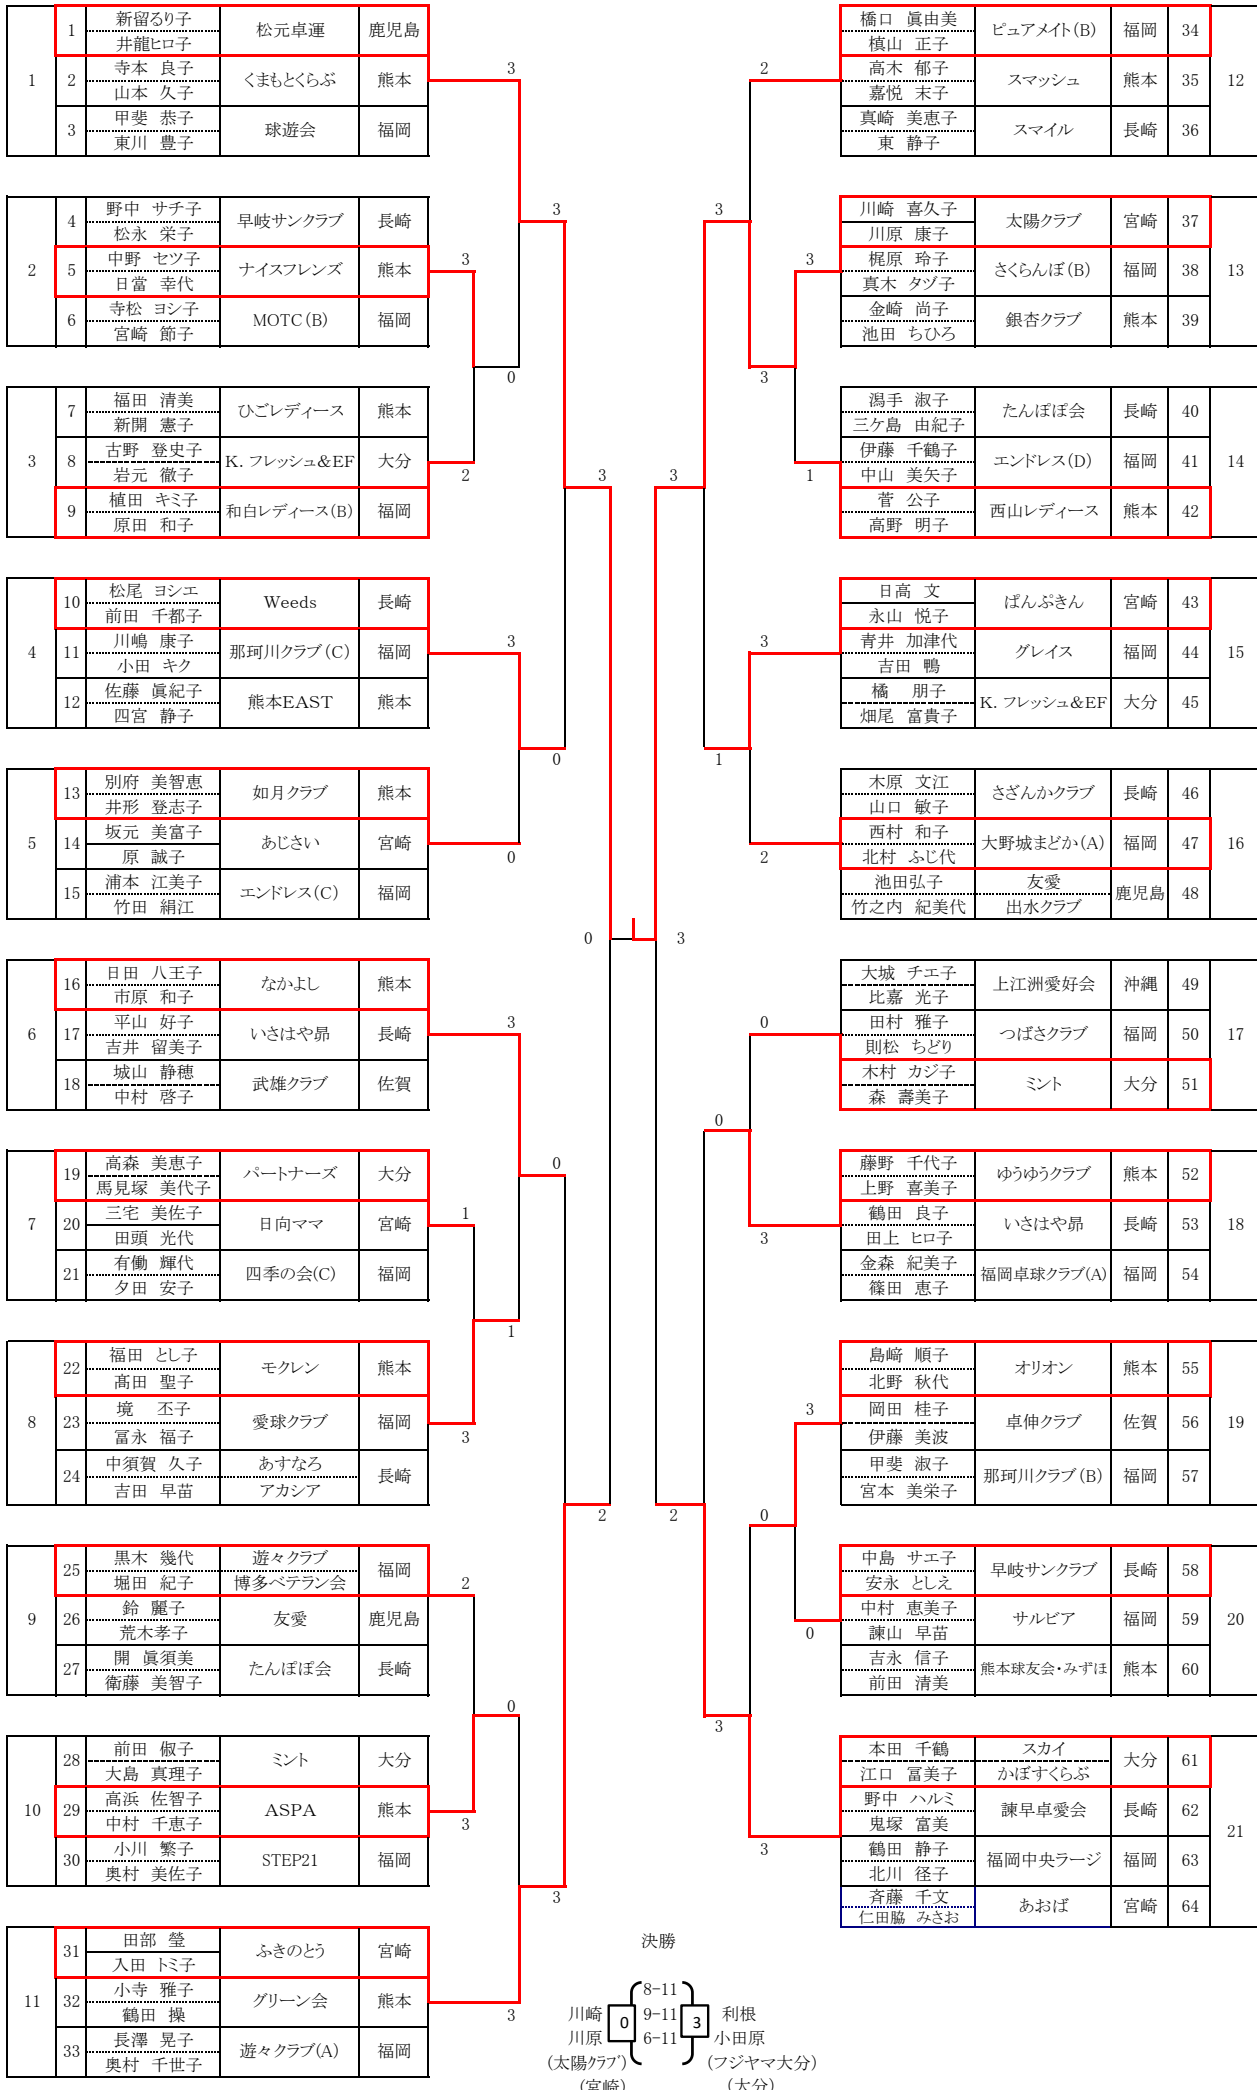 1
1
新留るり子
井龍ヒロ子
松元卓運
鹿児島
2
寺本 良子
山本 久子
くまもとくらぶ
熊本
3
甲斐 恭子
東川 豊子
球遊会
福岡
2
4
野中 サチ子
松永 栄子
早岐サンクラブ
長崎
5
中野 セツ子
日當 幸代
ナイスフレンズ
熊本
6
寺松 ヨシ子
宮崎 節子
MOTC(B)
福岡
3
7
福田 清美
新開 憲子
ひごレディース
熊本
8
古野 登史子
岩元 徹子
K.フレッシュ&EF
大分
9
植田 キミ子
原田 和子
和白レディース(B)
福岡
4
10
松尾 ヨシエ
前田 千都子
Weeds
長崎
11
川嶋 康子
小田 キク
那珂川クラブ(C)
福岡
12
佐藤 眞紀子
四宮 静子
熊本EAST
熊本
5
13
別府 美智恵
井形 登志子
如月クラブ
熊本
14
坂元 美富子
原 誠子
あじさい
宮崎
15
浦本 江美子
竹田 絹江
エンドレス(C)
福岡
6
16
日田 八王子
市原 和子
なかよし
熊本
17
平山 好子
吉井 留美子
いさはや昴
長崎
18
城山 静穂
中村 啓子
武雄クラブ
佐賀
7
19
高森 美恵子
馬見塚 美代子
パートナーズ
大分
20
三宅 美佐子
田頭 光代
日向ママ
宮崎
21
有働 輝代
夕田 安子
四季の会(C)
福岡
8
22
福田 とし子
髙田 聖子
モクレン
熊本
23
境 丕子
冨永 福子
愛球クラブ
福岡
24
中須賀 久子
吉田 早苗
あすなろ
アカシア
長崎
9
25
黒木 幾代
堀田 紀子
遊々クラブ
博多ベテラン会
福岡
26
鈴 麗子
荒木孝子
友愛
鹿児島
27
開 眞須美
衛藤 美智子
たんぽぽ会
長崎
10
28
前田 俶子
大島 真理子
ミント
大分
29
高浜 佐智子
中村 千恵子
ASPA
熊本
30
小川 繁子
奥村 美佐子
STEP21
福岡
11
31
田部 瑩
入田 トミ子
ふきのとう
宮崎
32
小寺 雅子
鶴田 操
グリーン会
熊本
33
長澤 晃子
奥村 千世子
遊々クラブ(A)
福岡
3
3
3
0
2
3
3
0
0
0
3
0
1
1
3
2
2
0
3
3
3
0
3
2
3
3
3
1
3
3
1
2
0
0
3
2
3
0
0
3
3
橋口 眞由美
槙山 正子
ピュアメイト(B)
福岡
34
12
高木 郁子
嘉悦 末子
スマッシュ
熊本
35
真崎 美恵子
東 静子
スマイル
長崎
36
川崎 喜久子
川原 康子
太陽クラブ
宮崎
37
13
梶原 玲子
真木 タヅ子
さくらんぼ(B)
福岡
38
金崎 尚子
池田 ちひろ
銀杏クラブ
熊本
39
潟手 淑子
三ケ島 由紀子
たんぽぽ会
長崎
40
14
伊藤 千鶴子
中山 美矢子
エンドレス(D)
福岡
41
菅 公子
高野 明子
西山レディース
熊本
42
日高 文
永山 悦子
ぱんぷきん
宮崎
43
15
青井 加津代
吉田 鴨
グレイス
福岡
44
橘 朋子
畑尾 富貴子
K.フレッシュ&EF
大分
45
木原 文江
山口 敏子
さざんかクラブ
長崎
46
16
西村 和子
北村 ふじ代
大野城まどか(A)
福岡
47
池田弘子
竹之内 紀美代
友愛
出水クラブ
鹿児島
48
大城 チエ子
比嘉 光子
上江洲愛好会
沖縄
49
17
田村 雅子
則松 ちどり
つばさクラブ
福岡
50
木村 カジ子
森 壽美子
ミント
大分
51
藤野 千代子
上野 喜美子
ゆうゆうクラブ
熊本
52
18
鶴田 良子
田上 ヒロ子
いさはや昴
長崎
53
金森 紀美子
篠田 恵子
福岡卓球クラブ(A)
福岡
54
島﨑 順子
北野 秋代
オリオン
熊本
55
19
岡田 桂子
伊藤 美波
卓伸クラブ
佐賀
56
甲斐 淑子
宮本 美栄子
那珂川クラブ(B)
福岡
57
中島 サエ子
安永 としえ
早岐サンクラブ
長崎
58
20
中村 恵美子
諫山 早苗
サルビア
福岡
59
吉永 信子
前田 清美
熊本球友会・みずほ
熊本
60
本田 千鶴
江口 冨美子
スカイ
かぼすくらぶ
大分
61
21
野中 ハルミ
鬼塚 富美
諫早卓愛会
長崎
62
鶴田 静子
北川 径子
福岡中央ラージ
福岡
63
斉藤 千文
仁田脇 みさお
あおば
宮崎
64
決勝
8-11
川崎 0 9-11 3 利根
川原 6-11 小田原
(太陽クラブ) (フジヤマ大分)
(宮崎) (大分)